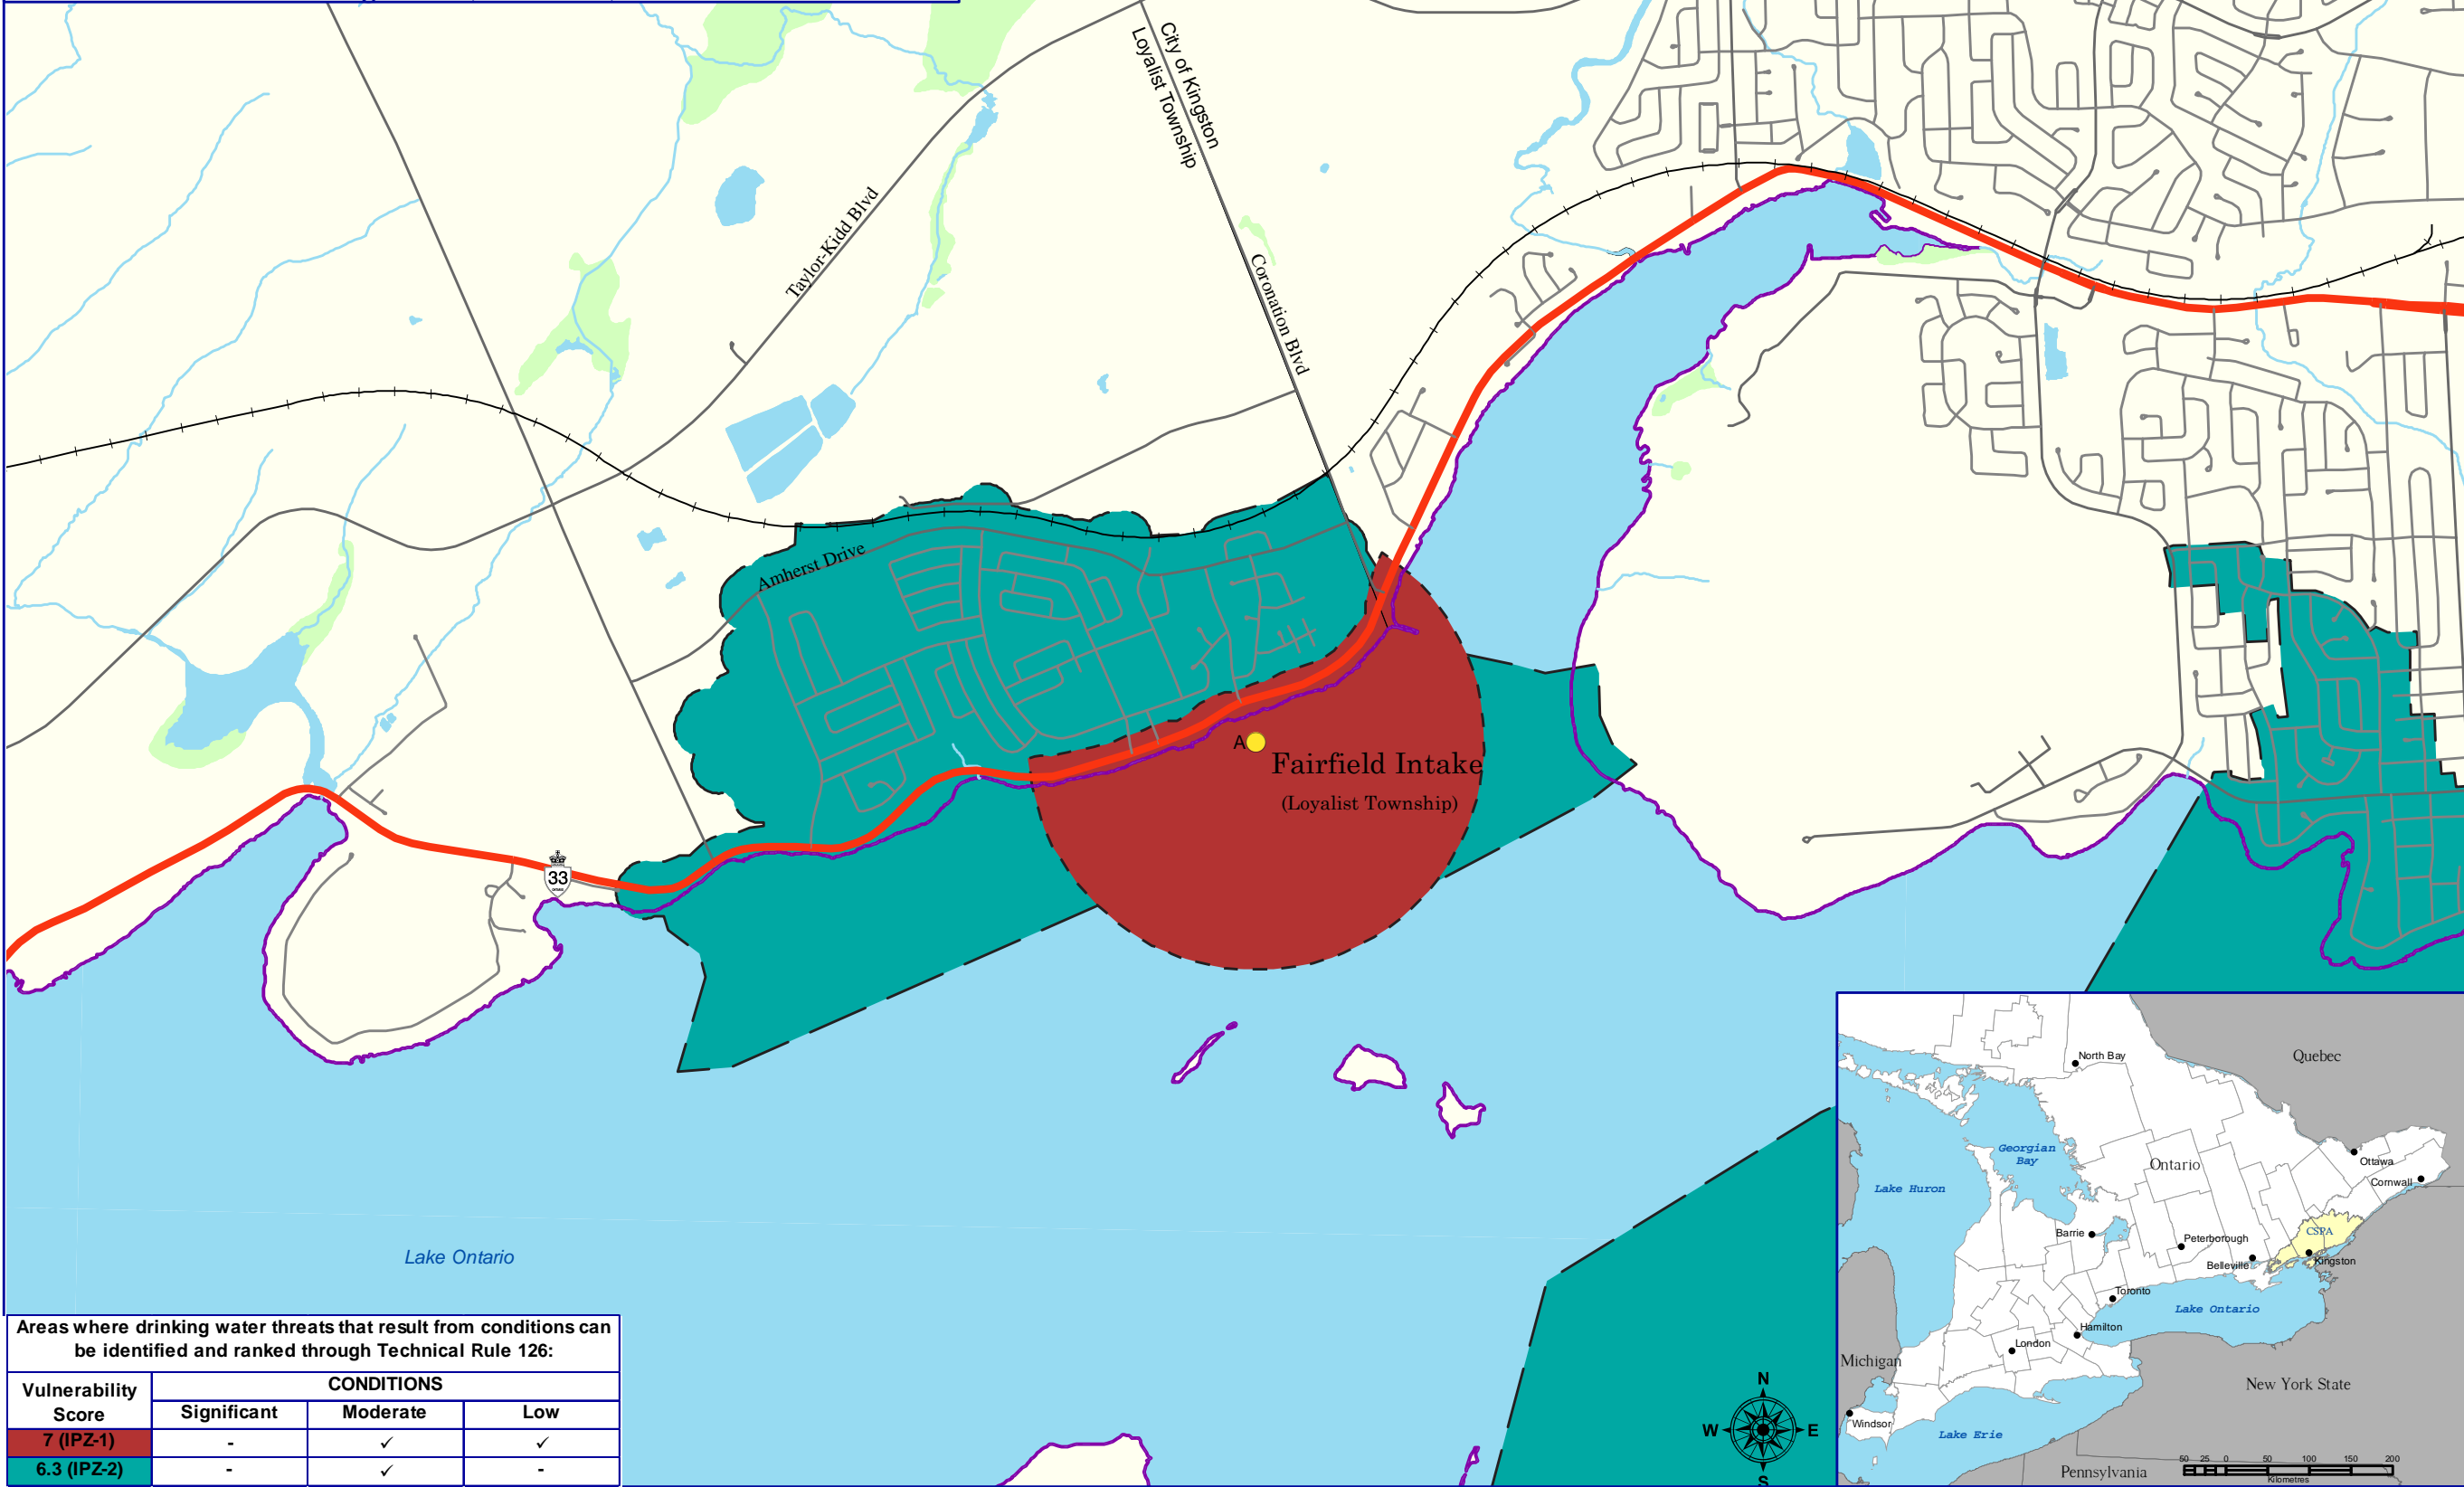 City of Kingston
Loyalist Township
Taylor-Kidd Blvd
Coronation Blvd
Amherst Drive
A
Fairfield Intake
(Loyalist Township)
33
Lake Ontario
Areas where drinking water threats that result from conditions can
be identified and ranked through Technical Rule 126:
Vulnerability
Score
CONDITIONS
Significant Moderate Low
7 (IPZ-1) - ✓ ✓
6.3 (IPZ-2) - ✓ -
N
W E
S
North Bay
Quebec
Georgian
Bay
Ontario
Ottawa
Lake Huron
Cornwall
CSPA
Barrie
Peterborough
Belleville
Kingston
Toronto
Lake Ontario
Hamilton
London
Michigan
New York State
Windsor
Lake Erie
Pennsylvania
50 25 0 50 100 150 200
Kilometres